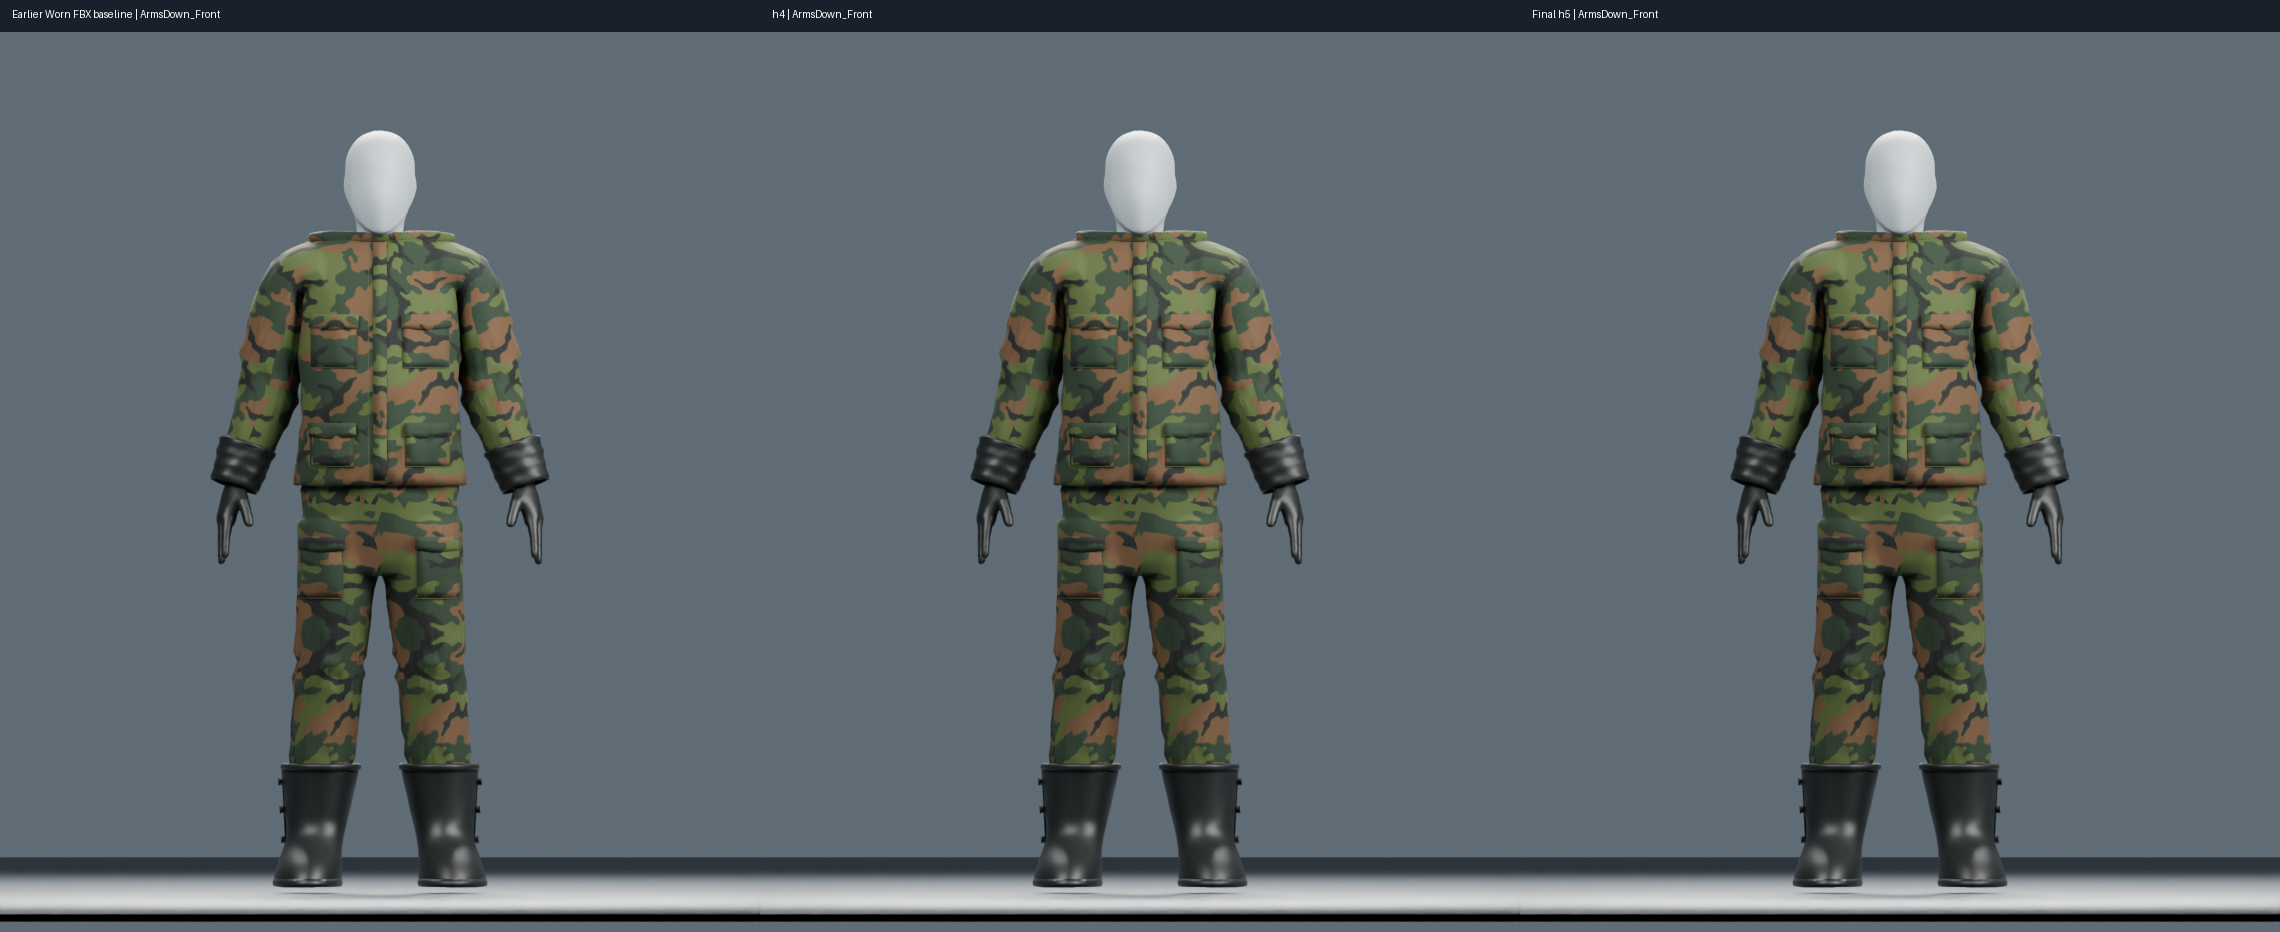 Earlier Worn FBX baseline | ArmsDown_Front
h4 | ArmsDown_Front
Final h5 | ArmsDown_Front